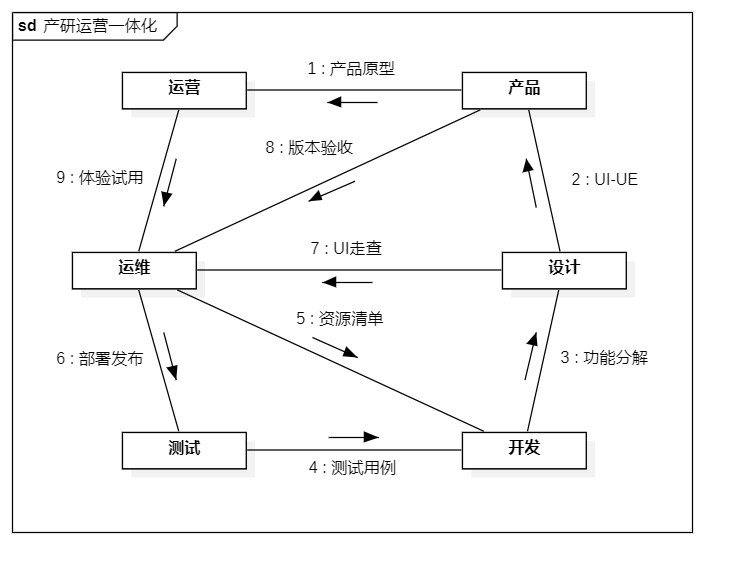 sd 产研运营一体化
1 : 产品原型
运营
产品
8 : 版本验收
9 : 体验试用
2 : UI-UE
7 : UI走查
运维
设计
5 : 资源清单
6 : 部署发布
3 : 功能分解
测试
开发
4 : 测试用例